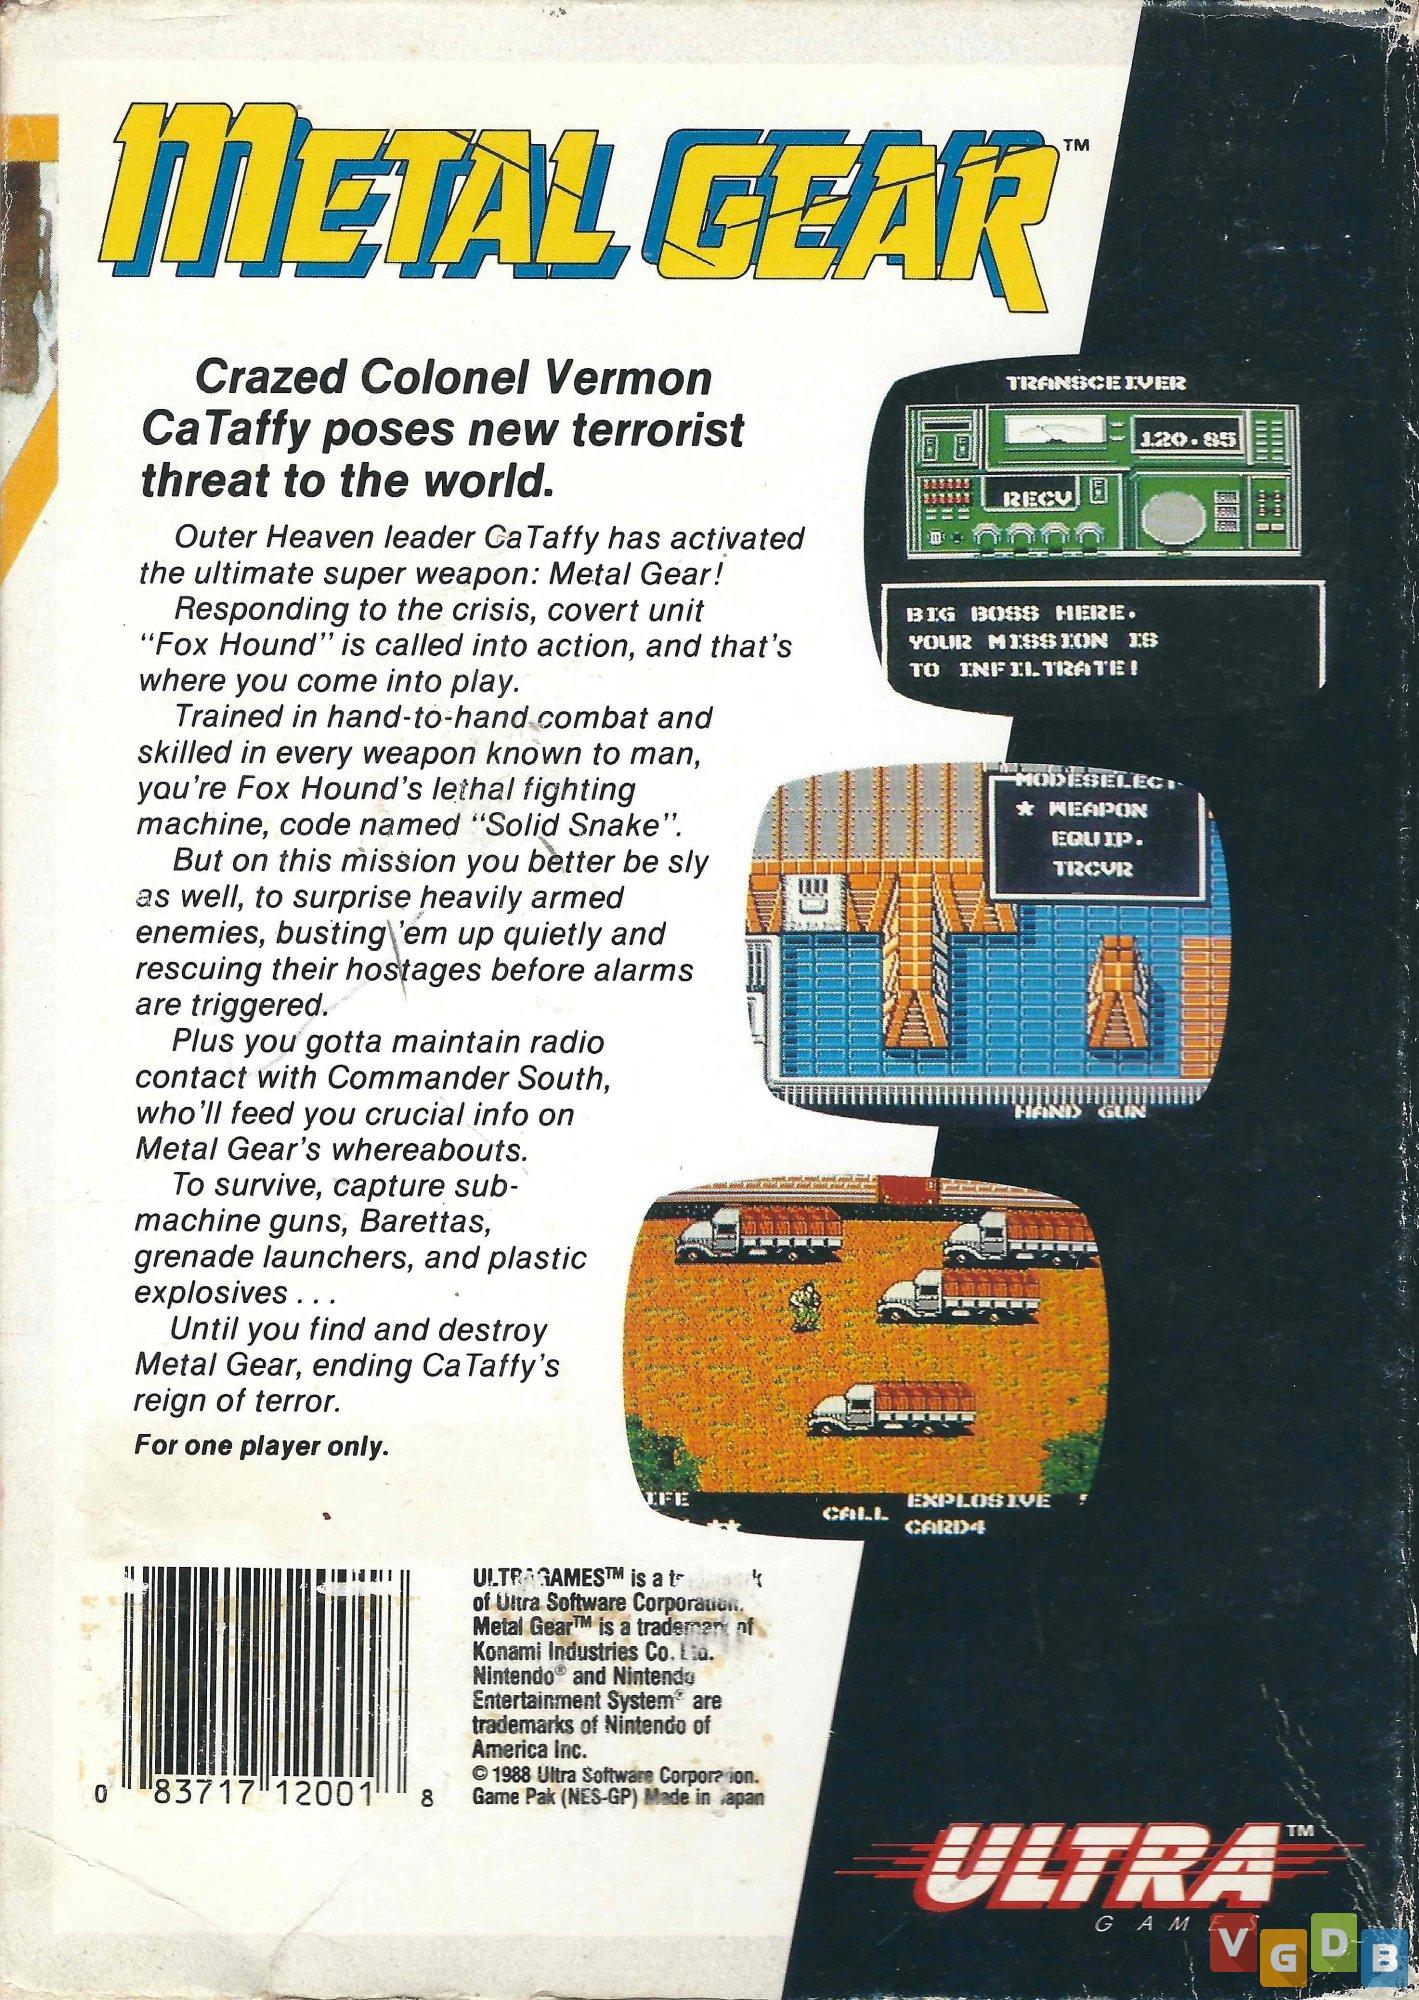 METAL GEAR™
Crazed Colonel Vermon
CaTaffy poses new terrorist
threat to the world.
Outer Heaven leader CaTaffy has activated
the ultimate super weapon: Metal Gear!
Responding to the crisis, covert unit
“Fox Hound” is called into action, and that's
where you come into play.
Trained in hand-to-hand combat and
skilled in every weapon known to man,
you're Fox Hound's lethal fighting
machine, code named “Solid Snake”.
But on this mission you better be sly
as well, to surprise heavily armed
enemies, busting 'em up quietly and
rescuing their hostages before alarms
are triggered.
Plus you gotta maintain radio
contact with Commander South,
who'll feed you crucial info on
Metal Gear's whereabouts.
To survive, capture sub-
machine guns, Barettas,
grenade launchers, and plastic
explosives . . .
Until you find and destroy
Metal Gear, ending CaTaffy's
reign of terror.
For one player only.
TRANSCEIVER
120.85
RECV
BIG BOSS HERE.
YOUR MISSION IS
TO INFILTRATE!
MODESELECT
★ WEAPON
EQUIP.
TRCVR
HAND GUN
IFE
CALL
EXPLOSIVE
CARD4
0 83717 12001 8
ULTRAGAMES™ is a
of Ultra Software Corporation.
Metal Gear™ is a trademark of
Konami Industries Co. Ltd.
Nintendo® and Nintendo
Entertainment System® are
trademarks of Nintendo of
America Inc.
© 1988 Ultra Software Corporation.
Game Pak (NES-GP) Made in Japan
ULTRA™
GAMES
VGDB